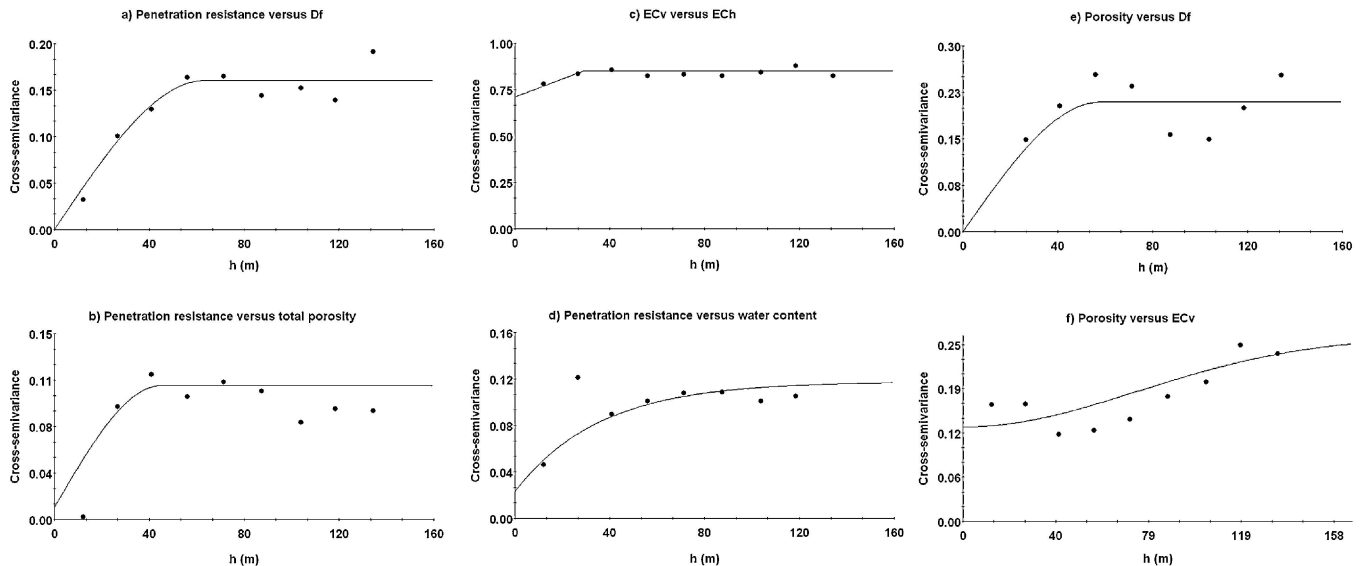 a) Penetration resistance versus Df
0.20
0.15
0.10
0.05
0.00
Cross-semivariance
0 40 80 120 160
h (m)
c) ECv versus ECh
1.00
0.75
0.50
0.25
0.00
Cross-semivariance
0 40 80 120 160
h (m)
e) Porosity versus Df
0.30
0.23
0.15
0.08
0.00
Cross-semivariance
0 40 80 120 160
h (m)
b) Penetration resistance versus total porosity
0.15
0.11
0.08
0.04
0.00
Cross-semivariance
0 40 80 120 160
h (m)
d) Penetration resistance versus water content
0.16
0.12
0.08
0.04
0.00
Cross-semivariance
0 40 80 120 160
h (m)
f) Porosity versus ECv
0.25
0.19
0.12
0.06
0.00
Cross-semivariance
0 40 79 119 158
h (m)